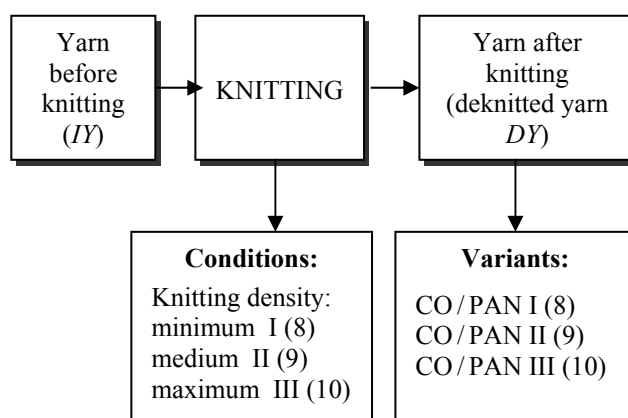 Yarn
before
knitting
(IY)
KNITTING
Yarn after
knitting
(deknitted yarn
DY)
Conditions:
Knitting density:
minimum I (8)
medium II (9)
maximum III (10)
Variants:
CO/PAN I (8)
CO/PAN II (9)
CO/PAN III (10)